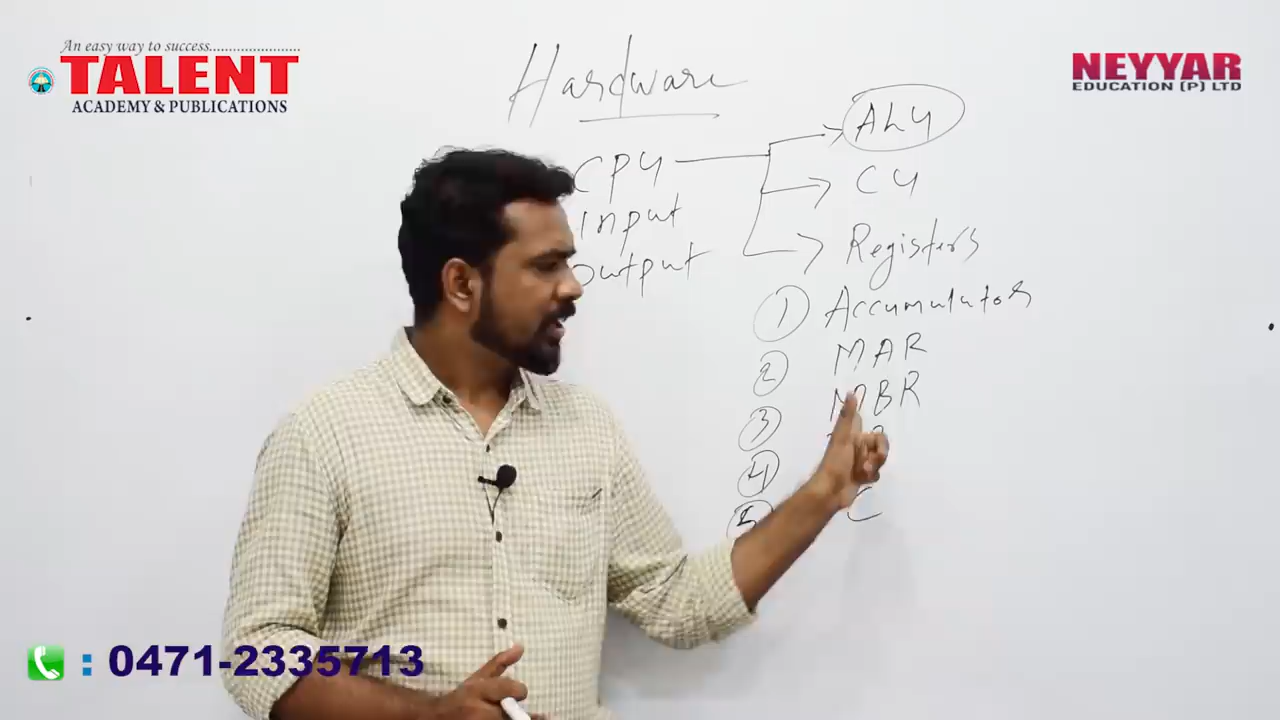 An easy way to success.......................
TALENT
ACADEMY & PUBLICATIONS
NEYYAR
EDUCATION (P) LTD
Hardware
CPU
ALU
CU
Input
Registers
Output
1 Accumulator
2 MAR
3 MBR
4
5 C
: 0471-2335713